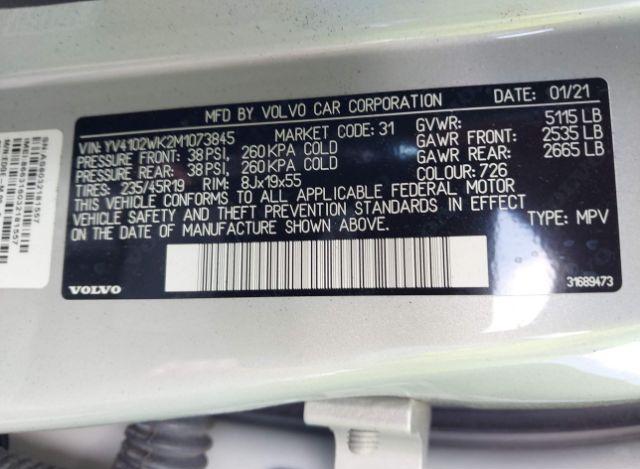 MFD BY VOLVO CAR CORPORATION DATE: 01/21
VIN: YV4102WK2M1073845 MARKET CODE: 31 GVWR: 5115 LB
PRESSURE FRONT: 38 PSI, 260 KPA COLD GAWR FRONT: 2535 LB
PRESSURE REAR: 38 PSI, 260 KPA COLD GAWR REAR: 2665 LB
TIRES: 235/45R19 RIM: 8Jx19x55 COLOUR: 726
THIS VEHICLE CONFORMS TO ALL APPLICABLE FEDERAL MOTOR
VEHICLE SAFETY AND THEFT PREVENTION STANDARDS IN EFFECT
ON THE DATE OF MANUFACTURE SHOWN ABOVE. TYPE: MPV
VOLVO
31689473